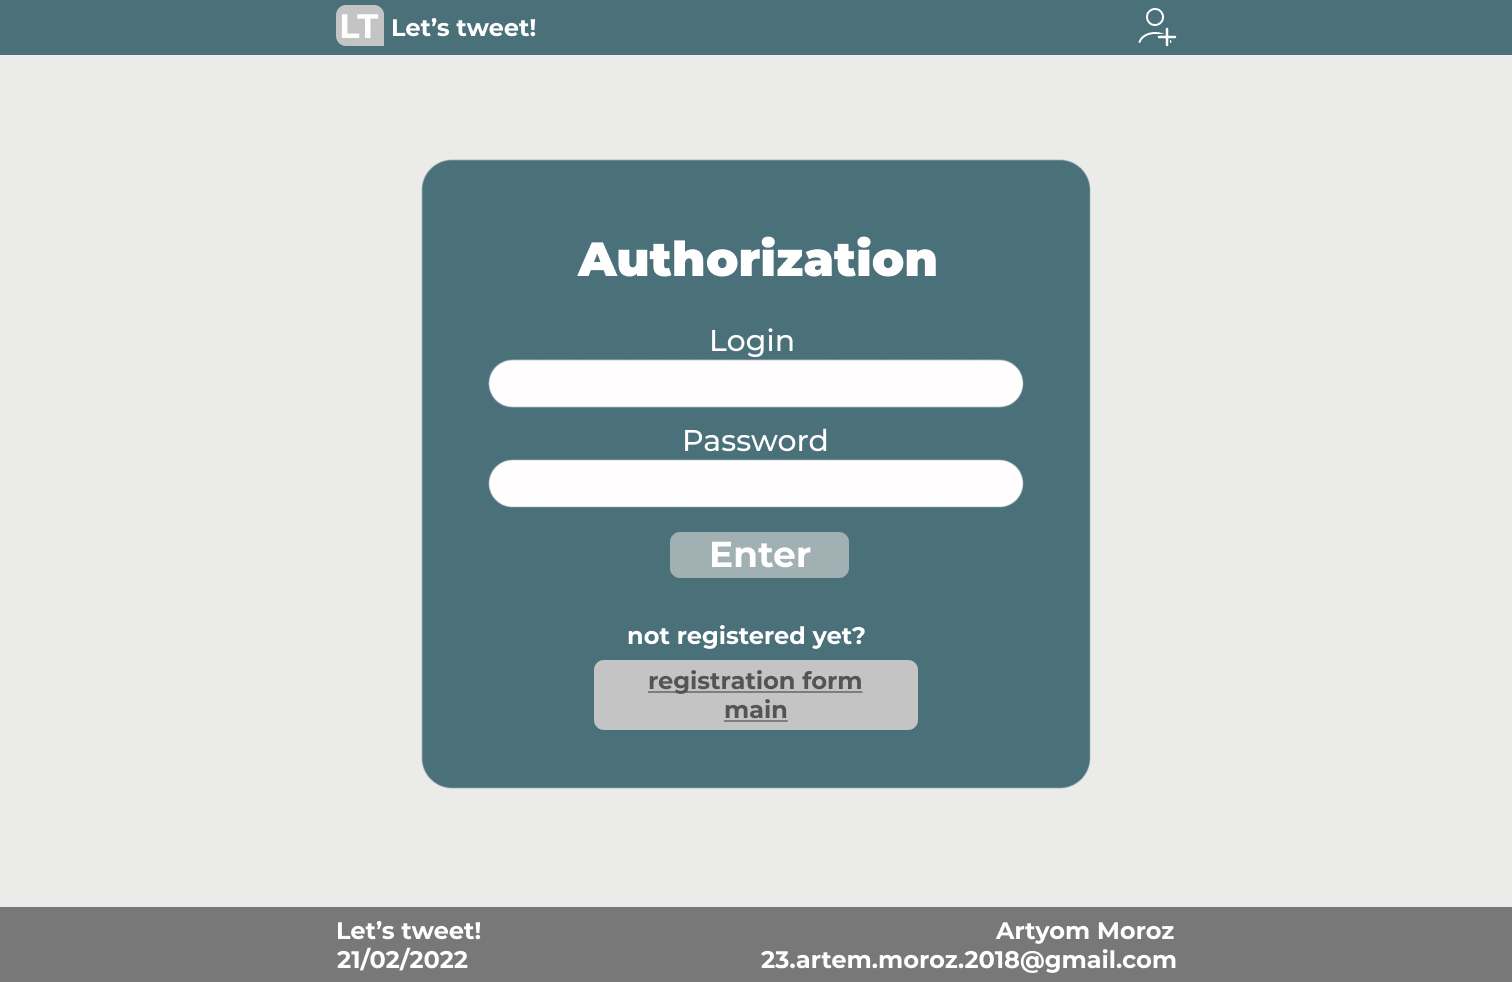 LT Let's tweet!
Authorization
Login
Password
Enter
not registered yet?
registration form
main
Let's tweet!
21/02/2022
Artyom Moroz
23.artem.moroz.2018@gmail.com